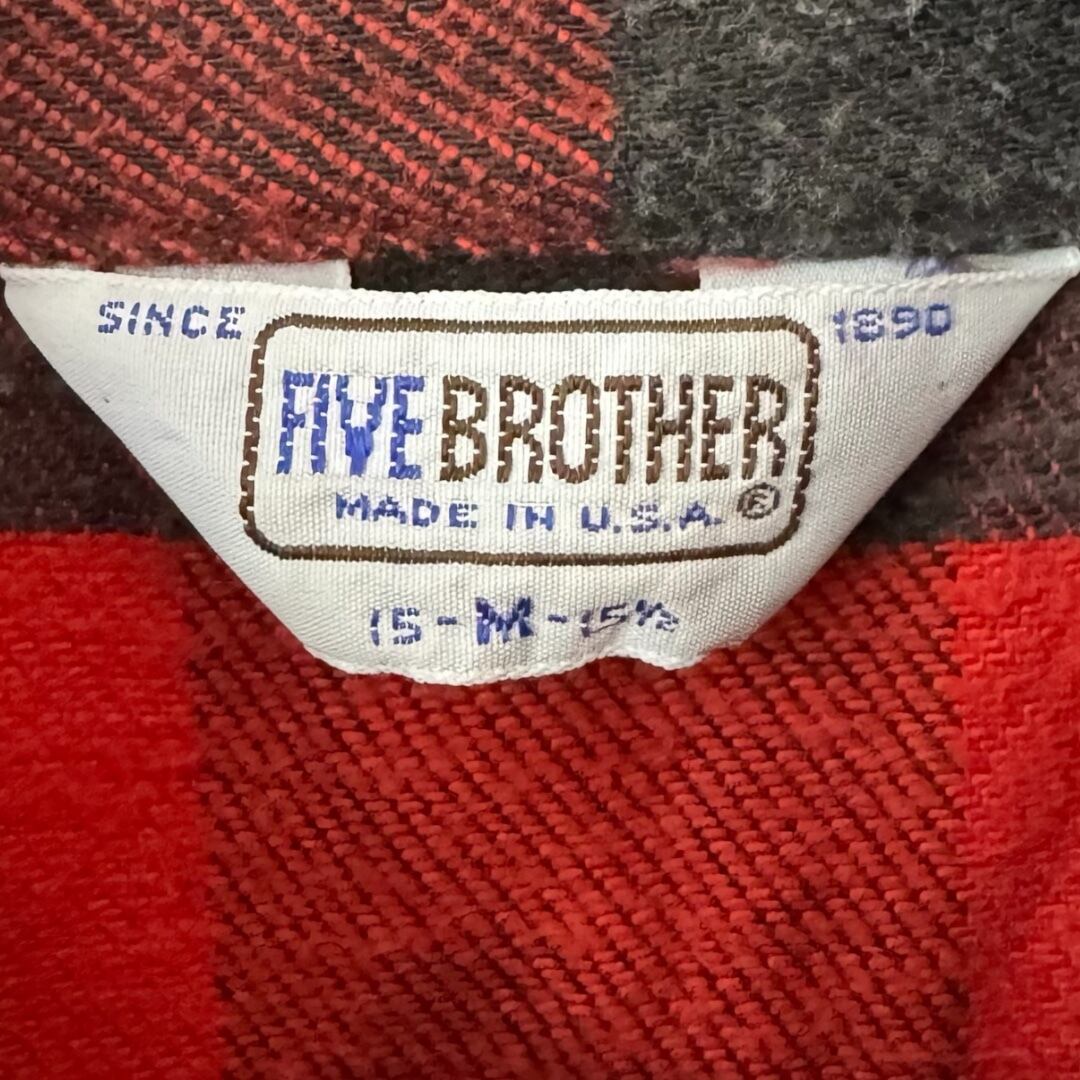 SINCE 1890
FIVE BROTHER
MADE IN U.S.A. ®
15-M-15½